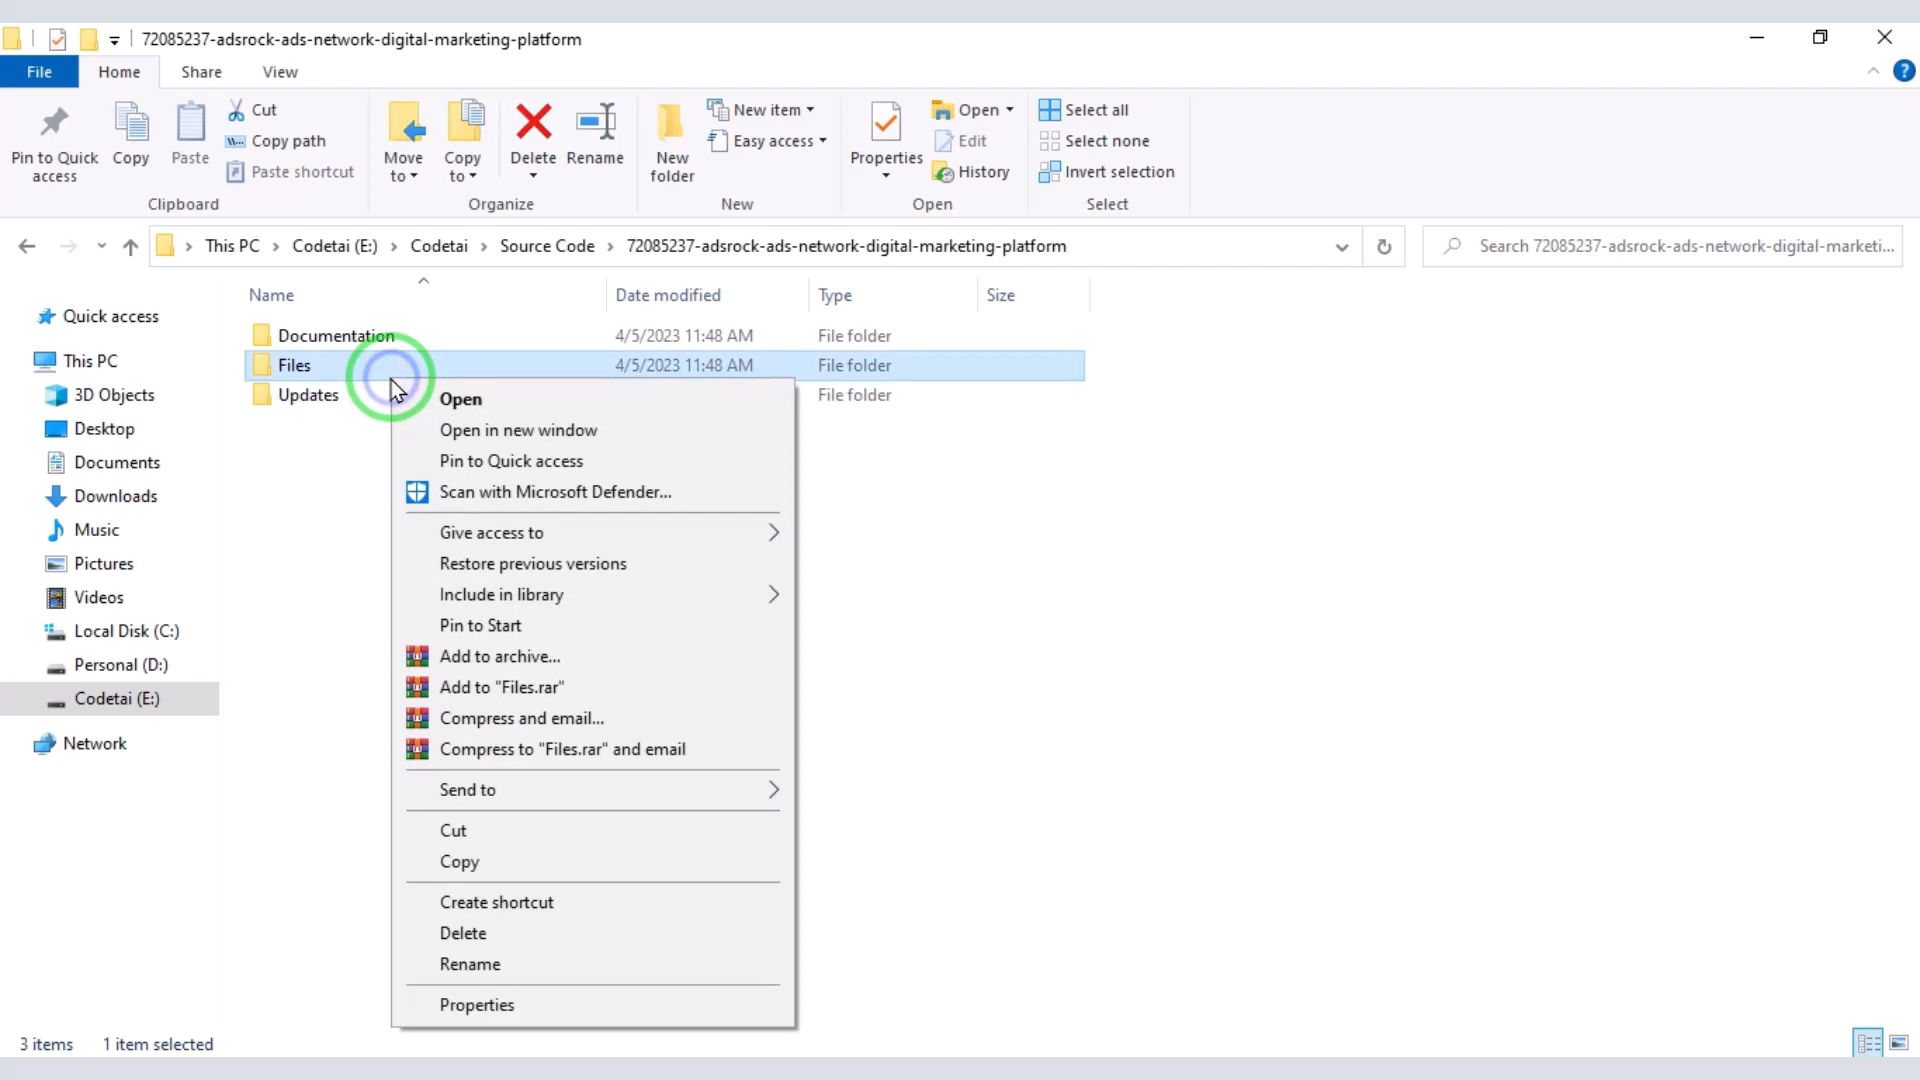 72085237-adsrock-ads-network-digital-marketing-platform
File Home Share View
?
Pin to Quick access
Copy
Paste
Cut
Copy path
Paste shortcut
Clipboard
Move to
Copy to
Delete
Rename
Organize
New folder
New item
Easy access
New
Properties
Open
Edit
History
Open
Select all
Select none
Invert selection
Select
This PC > Codetai (E:) > Codetai > Source Code > 72085237-adsrock-ads-network-digital-marketing-platform
Search 72085237-adsrock-ads-network-digital-marketi...
Quick access
This PC
3D Objects
Desktop
Documents
Downloads
Music
Pictures
Videos
Local Disk (C:)
Personal (D:)
Codetai (E:)
Network
Name Date modified Type Size
Documentation 4/5/2023 11:48 AM File folder
Files 4/5/2023 11:48 AM File folder
Updates File folder
Open
Open in new window
Pin to Quick access
Scan with Microsoft Defender...
Give access to
Restore previous versions
Include in library
Pin to Start
Add to archive...
Add to "Files.rar"
Compress and email...
Compress to "Files.rar" and email
Send to
Cut
Copy
Create shortcut
Delete
Rename
Properties
3 items 1 item selected